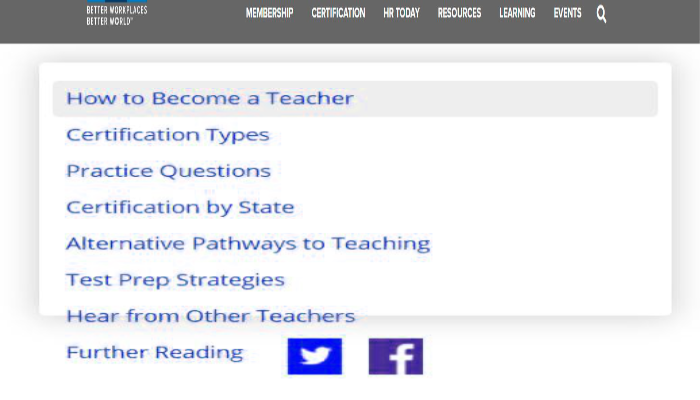 BETTER WORKPLACES
BETTER WORLD®
MEMBERSHIP CERTIFICATION HR TODAY RESOURCES LEARNING EVENTS
How to Become a Teacher
Certification Types
Practice Questions
Certification by State
Alternative Pathways to Teaching
Test Prep Strategies
Hear from Other Teachers
Further Reading